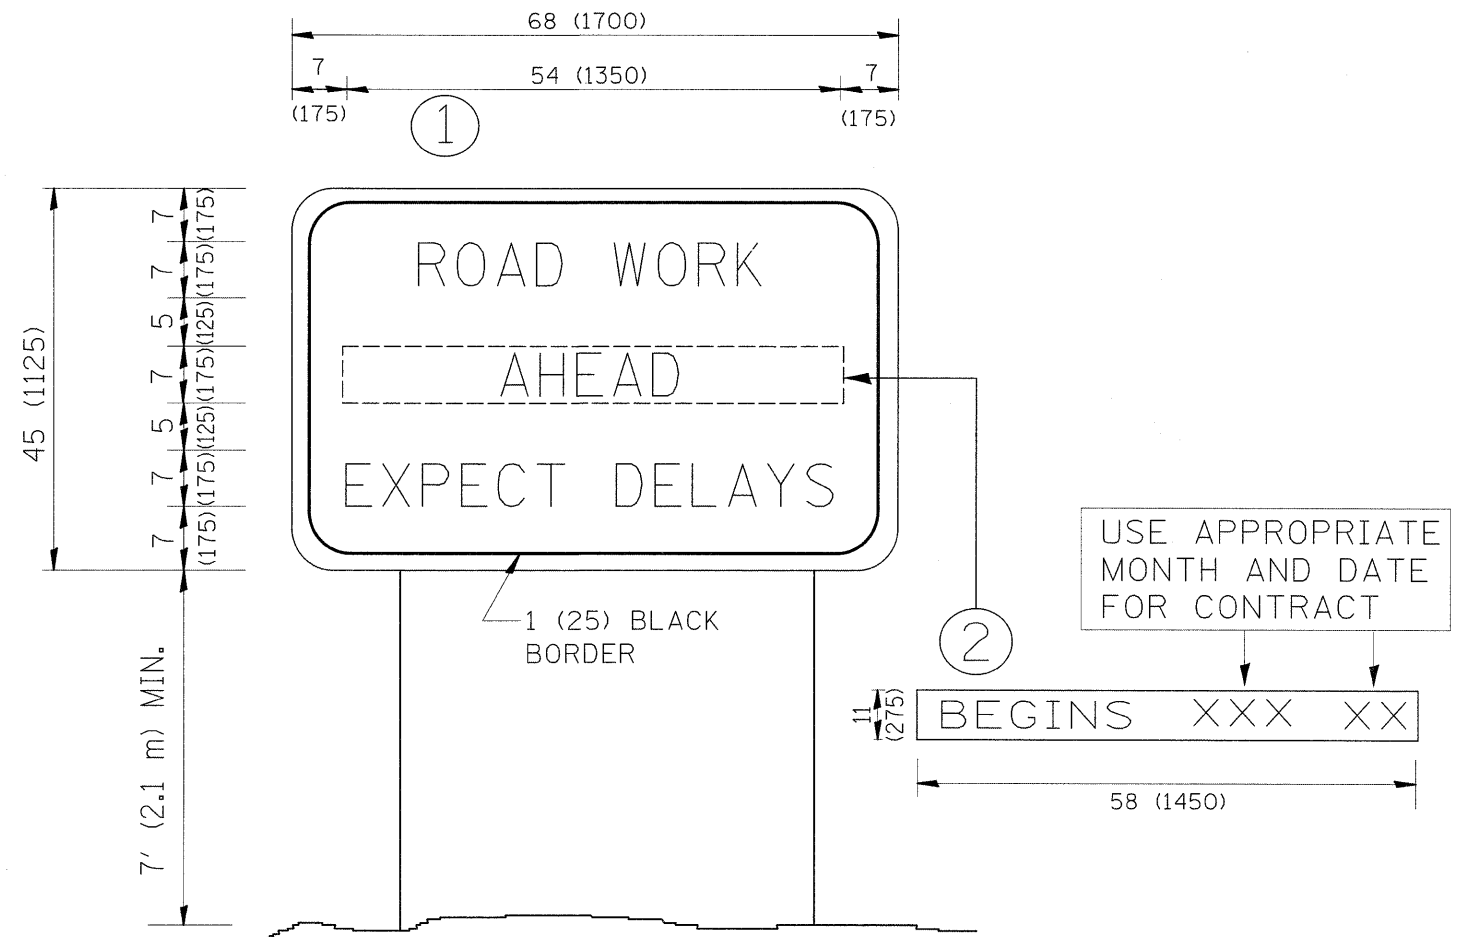 68 (1700)
7
54 (1350)
7
(175)
(175)
1
7
(175)
7
(175)
5
(125)
7
(175)
5
(125)
7
(175)
7
(175)
45 (1125)
ROAD WORK
AHEAD
EXPECT DELAYS
1 (25) BLACK
BORDER
7' (2.1 m) MIN.
2
USE APPROPRIATE
MONTH AND DATE
FOR CONTRACT
11
(275)
BEGINS XXX XX
58 (1450)